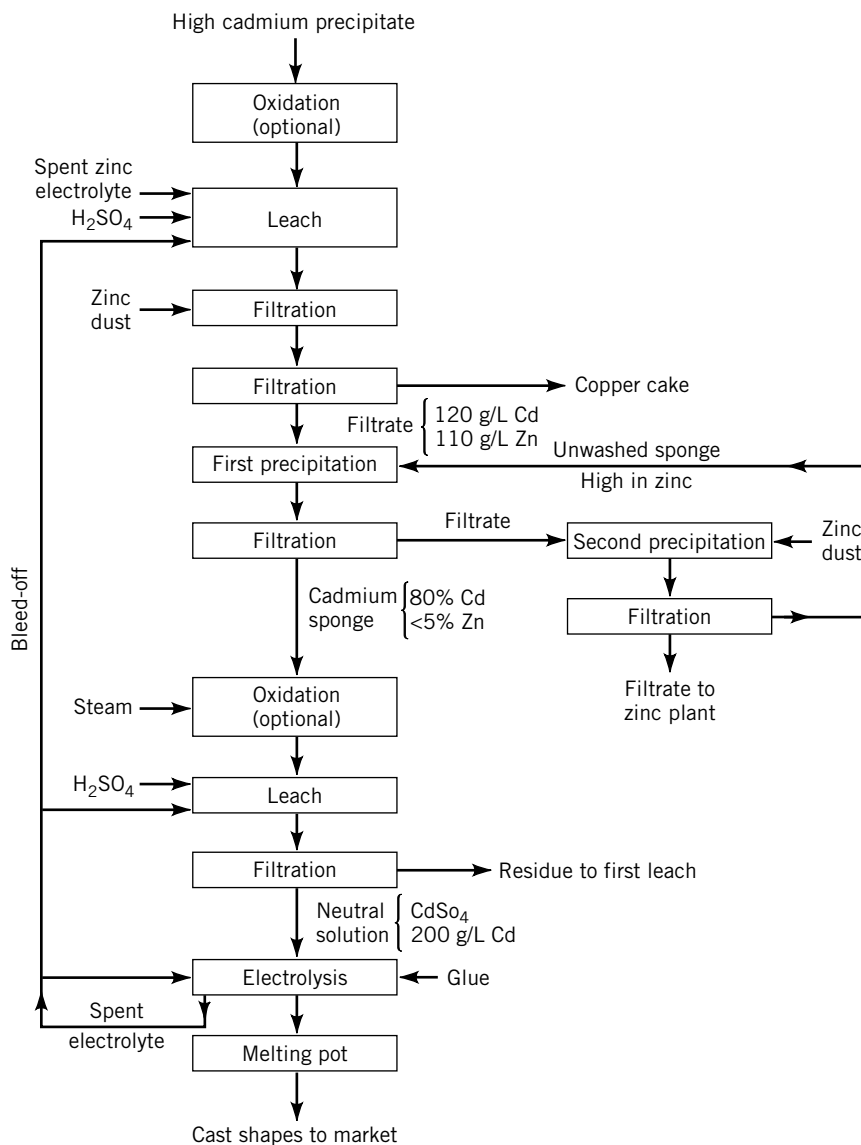 High cadmium precipitate
Oxidation
(optional)
Spent zinc
electrolyte
H₂SO₄
Leach
Zinc
dust
Filtration
Filtration
Copper cake
Filtrate { 120 g/L Cd
110 g/L Zn
First precipitation
Unwashed sponge
High in zinc
Filtration
Filtrate
Second precipitation
Zinc
dust
Filtration
Filtrate to
zinc plant
Cadmium
sponge
80% Cd
<5% Zn
Bleed-off
Steam
Oxidation
(optional)
H₂SO₄
Leach
Filtration
Residue to first leach
Neutral
solution
CdSo₄
200 g/L Cd
Electrolysis
Glue
Spent
electrolyte
Melting pot
Cast shapes to market